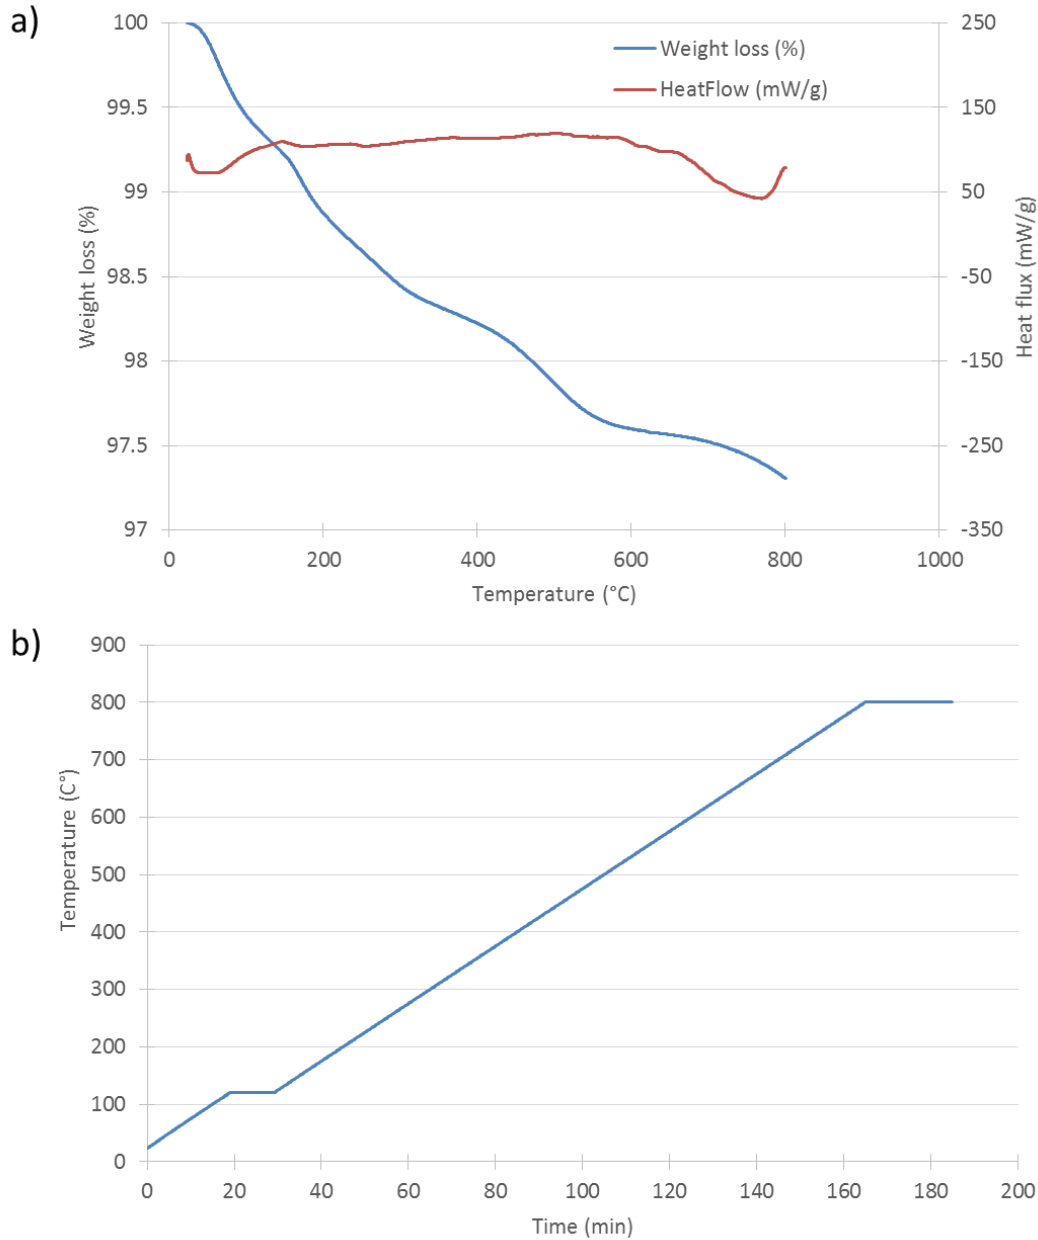 a)
Weight loss (%)
HeatFlow (mW/g)
100
99.5
99
98.5
98
97.5
97
Weight loss (%)
250
150
50
-50
-150
-250
-350
Heat flux (mW/g)
0 200 400 600 800 1000
Temperature (°C)
b)
900
800
700
600
500
400
300
200
100
0
Temperature (C°)
0 20 40 60 80 100 120 140 160 180 200
Time (min)